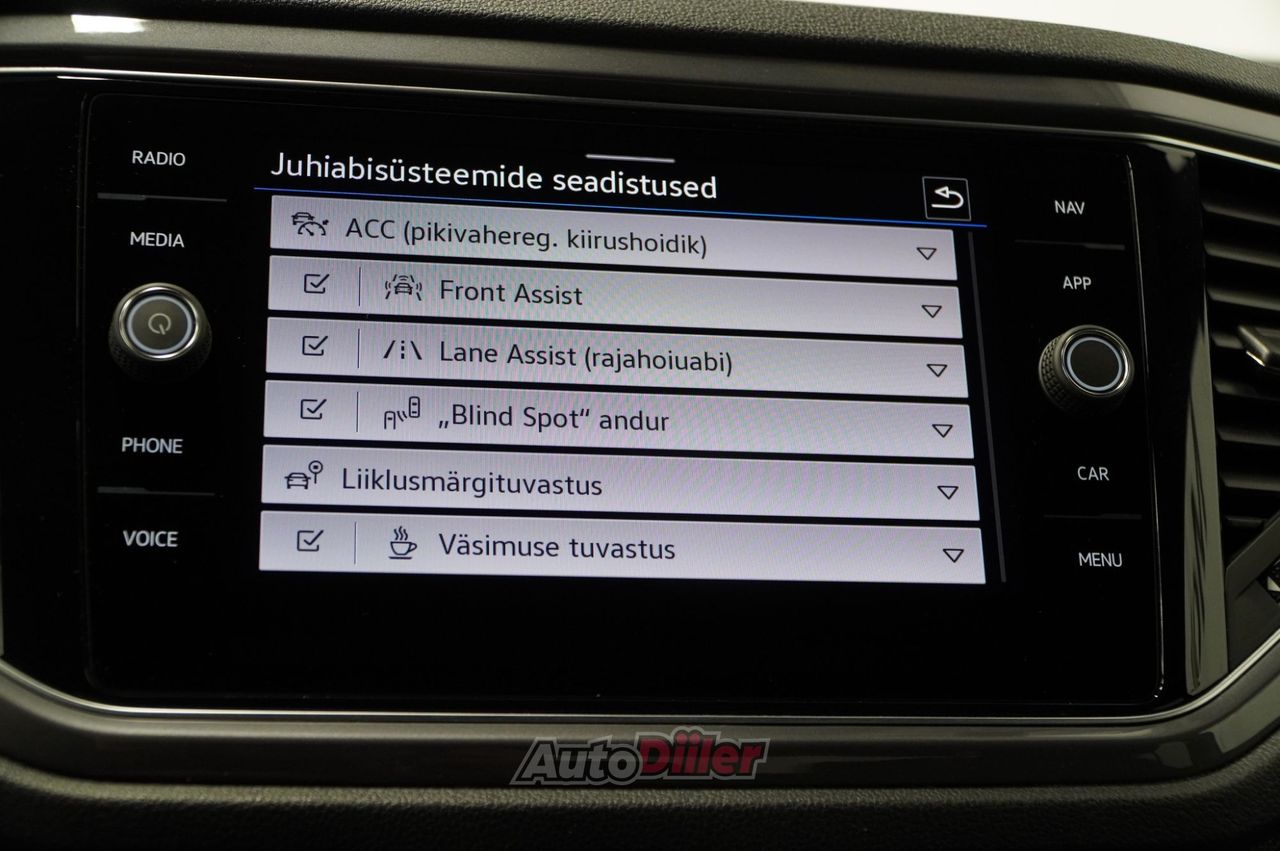 RADIO
MEDIA
PHONE
VOICE
Juhiabisüsteemide seadistused
ACC (pikivahereg. kiirushoidik)
Front Assist
Lane Assist (rajahoiuabi)
„Blind Spot“ andur
Liiklusmärgituvastus
Väsimuse tuvastus
NAV
APP
CAR
MENU
AutoDiiler